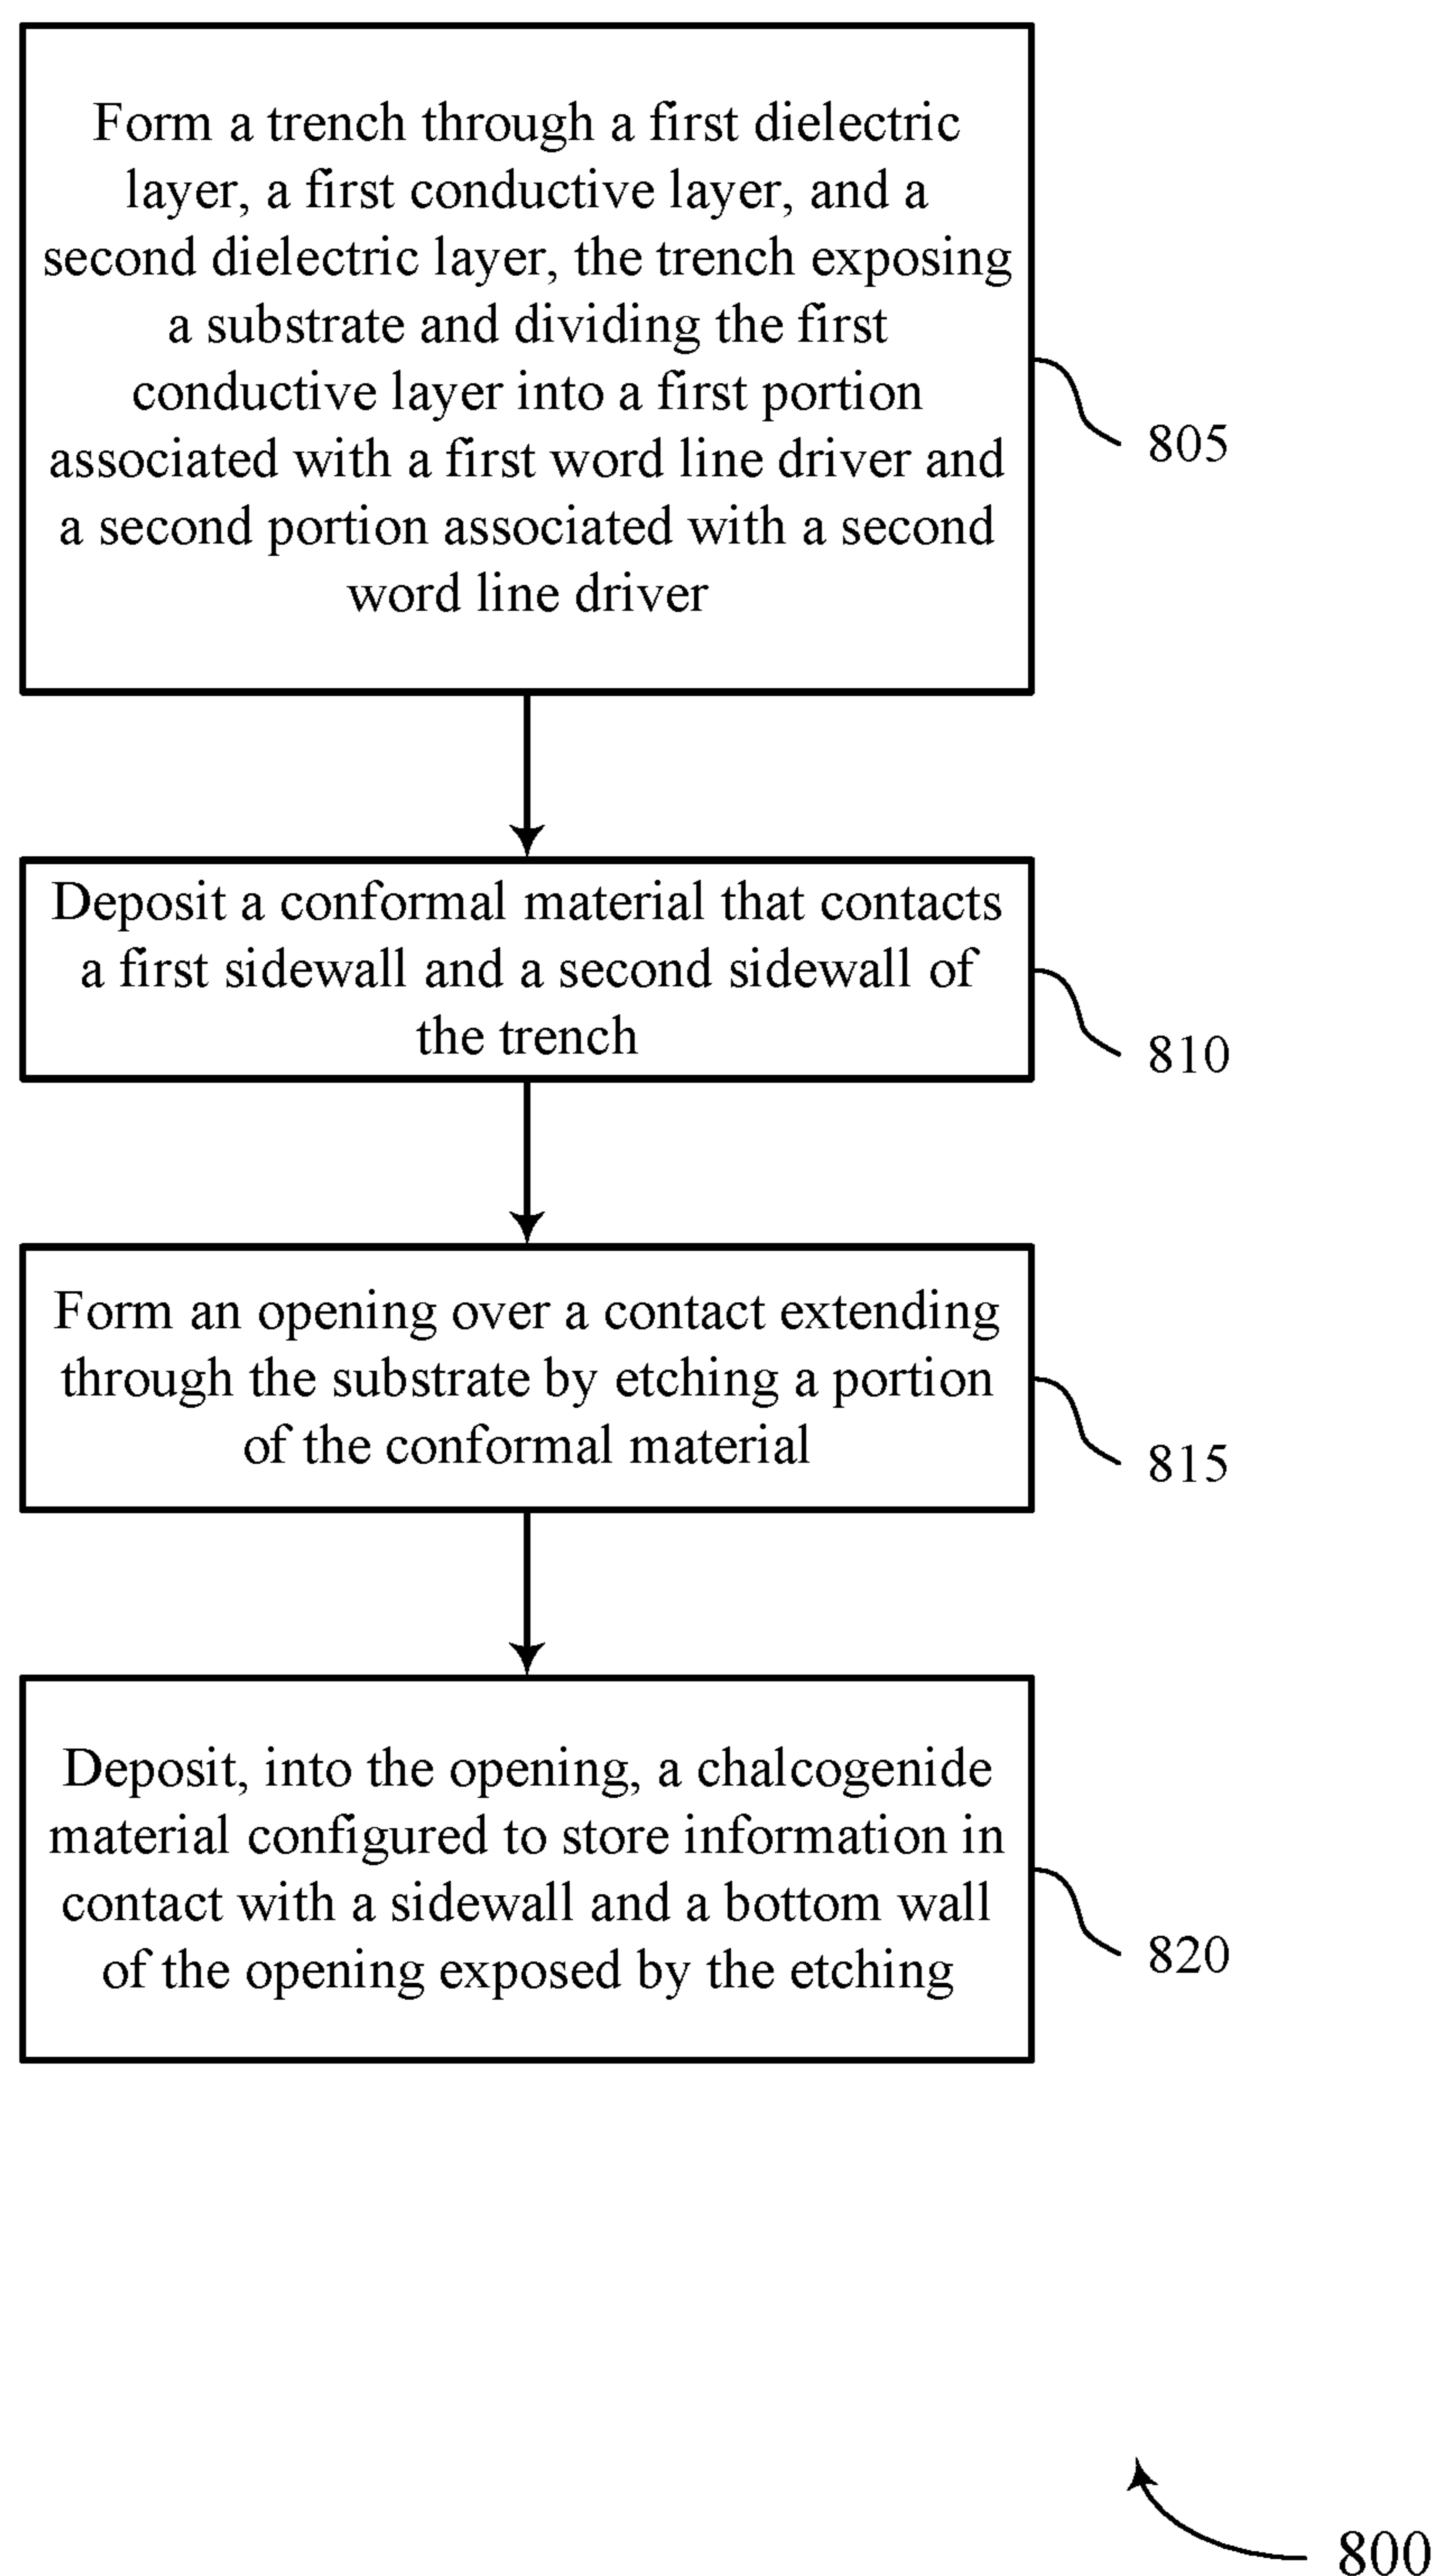 Form a trench through a first dielectric
layer, a first conductive layer, and a
second dielectric layer, the trench exposing
a substrate and dividing the first
conductive layer into a first portion
associated with a first word line driver and
a second portion associated with a second
word line driver
805
Deposit a conformal material that contacts
a first sidewall and a second sidewall of
the trench
810
Form an opening over a contact extending
through the substrate by etching a portion
of the conformal material
815
Deposit, into the opening, a chalcogenide
material configured to store information in
contact with a sidewall and a bottom wall
of the opening exposed by the etching
820
800